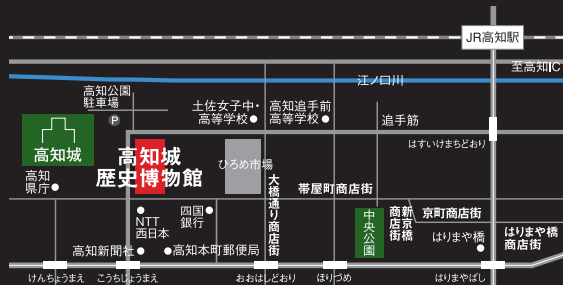 JR高知駅
至高知IC
江ノ口川
高知公園
駐車場
P
土佐女子中・
高等学校
高知追手前
高等学校
追手筋
はすいけまちどおり
高知城
高知城
歴史博物館
ひろめ市場
高知
県庁
大橋通り商店街
帯屋町商店街
中央公園
新京橋
商店街
京町商店街
はりまや橋
はりまや橋
商店街
NTT
西日本
四国
銀行
高知新聞社
高知本町郵便局
けんちょうまえ
こうちじょうまえ
おおはしどおり
ほりづめ
はりまやばし